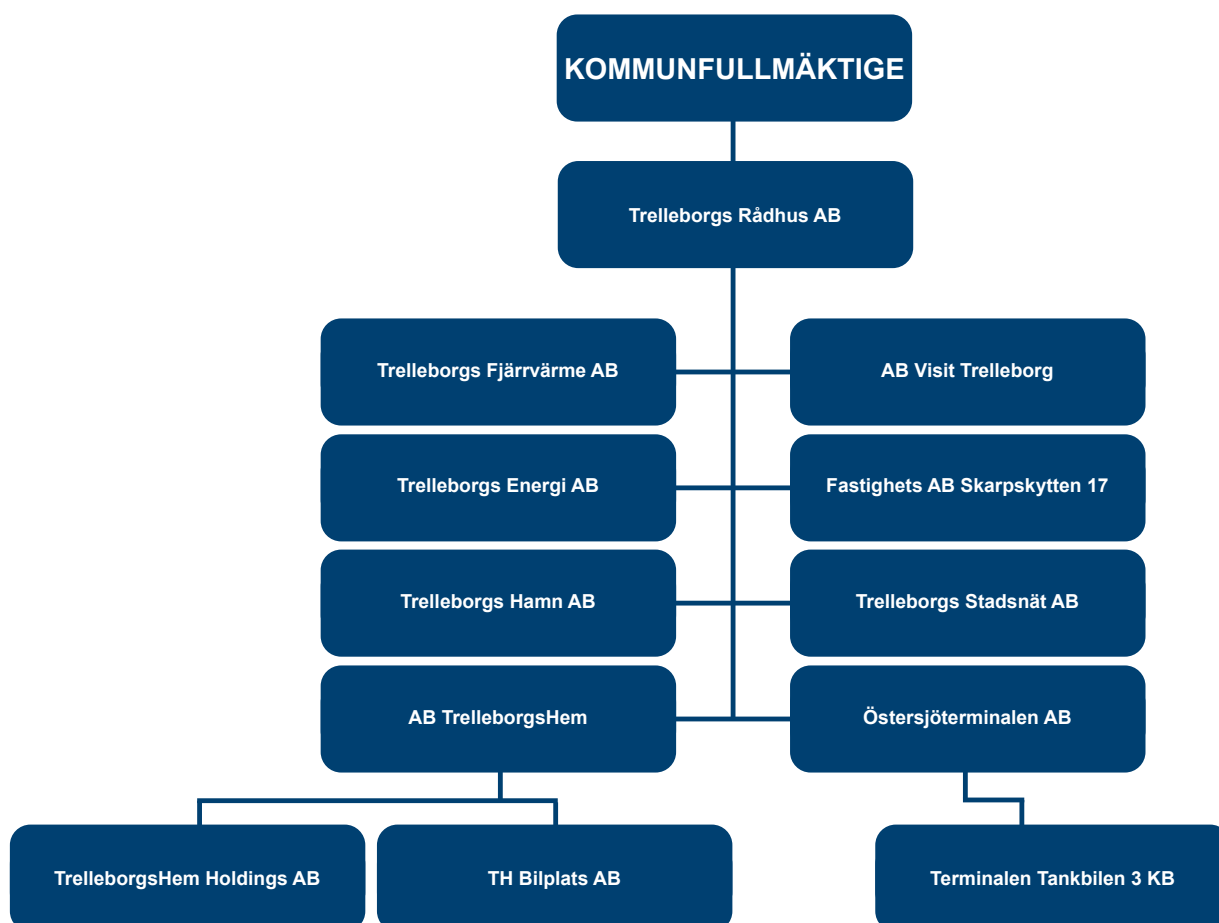 KOMMUNFULLMÄKTIGE
Trelleborgs Rådhus AB
Trelleborgs Fjärrvärme AB
AB Visit Trelleborg
Trelleborgs Energi AB
Fastighets AB Skarpskytten 17
Trelleborgs Hamn AB
Trelleborgs Stadsnät AB
AB TrelleborgsHem
Östersjöterminalen AB
TrelleborgsHem Holdings AB
TH Bilplats AB
Terminalen Tankbilen 3 KB